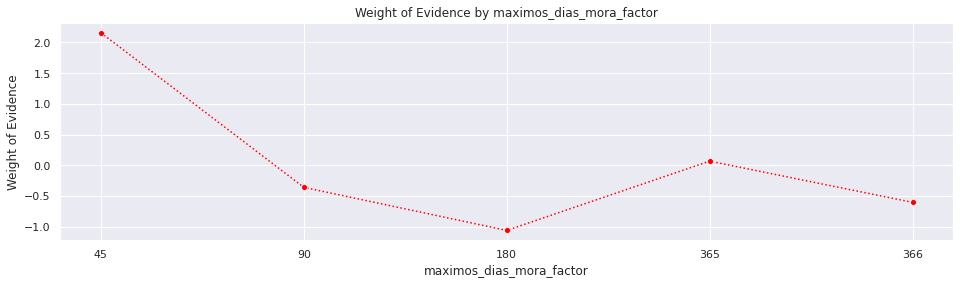 Weight of Evidence by maximos_dias_mora_factor
Weight of Evidence
2.0
1.5
1.0
0.5
0.0
−0.5
−1.0
45 90 180 365 366
maximos_dias_mora_factor